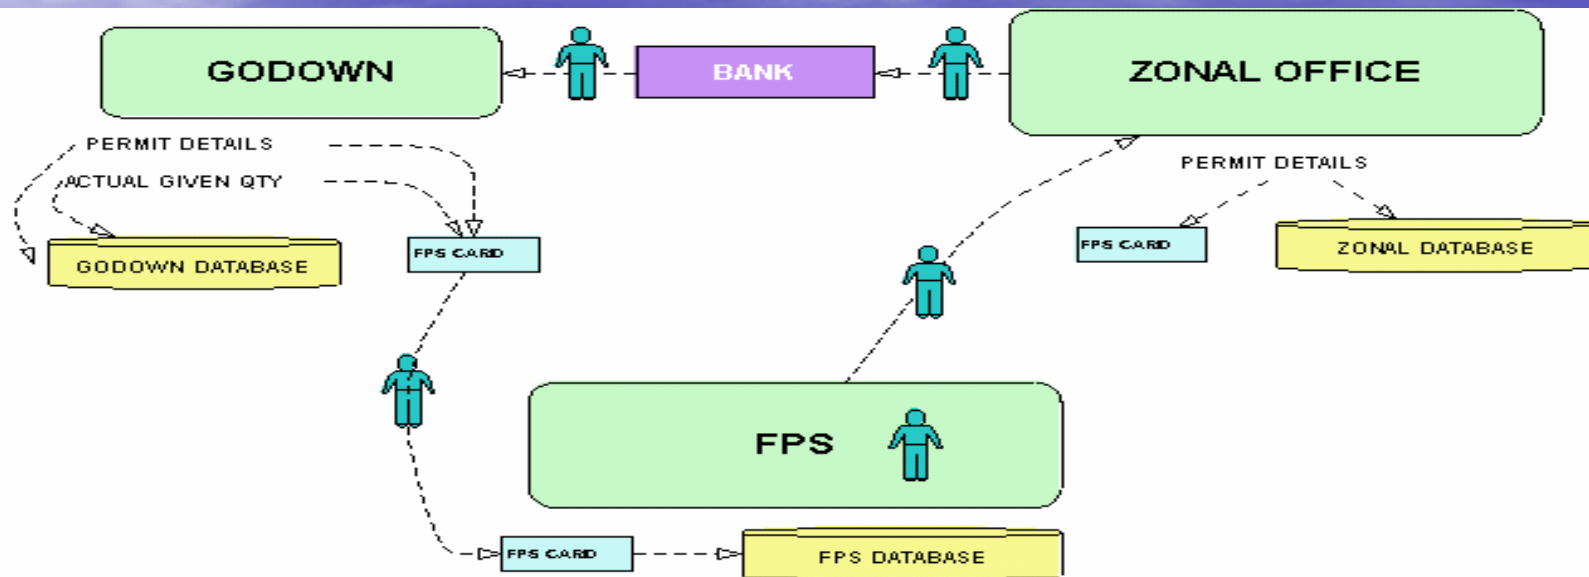 GODOWN
BANK
ZONAL OFFICE
PERMIT DETAILS
ACTUAL GIVEN QTY
PERMIT DETAILS
GODOWN DATABASE
FPS CARD
FPS CARD
ZONAL DATABASE
FPS
FPS CARD
FPS DATABASE